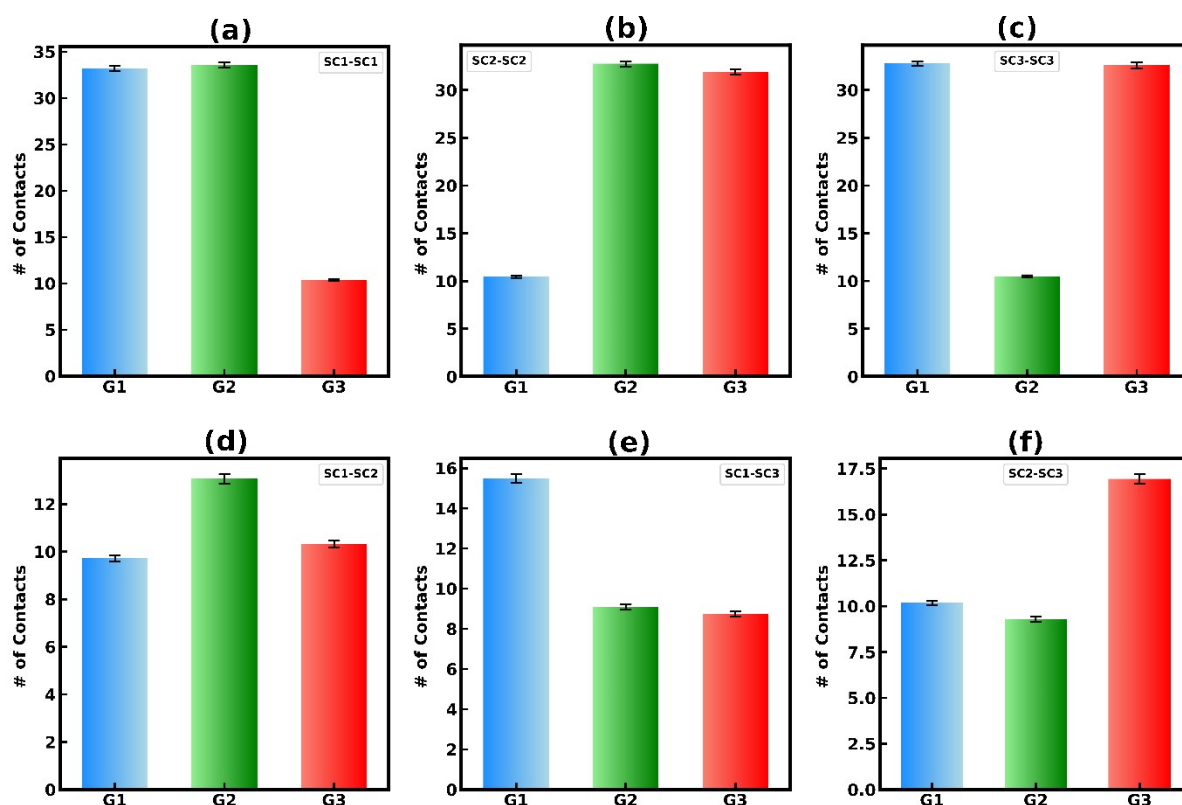 (a)
SC1-SC1
# of Contacts
35
30
25
20
15
10
5
0
G1 G2 G3
(b)
SC2-SC2
# of Contacts
30
25
20
15
10
5
0
G1 G2 G3
(c)
SC3-SC3
# of Contacts
30
25
20
15
10
5
0
G1 G2 G3
(d)
SC1-SC2
# of Contacts
12
10
8
6
4
2
0
G1 G2 G3
(e)
SC1-SC3
# of Contacts
16
14
12
10
8
6
4
2
0
G1 G2 G3
(f)
SC2-SC3
# of Contacts
17.5
15.0
12.5
10.0
7.5
5.0
2.5
0.0
G1 G2 G3